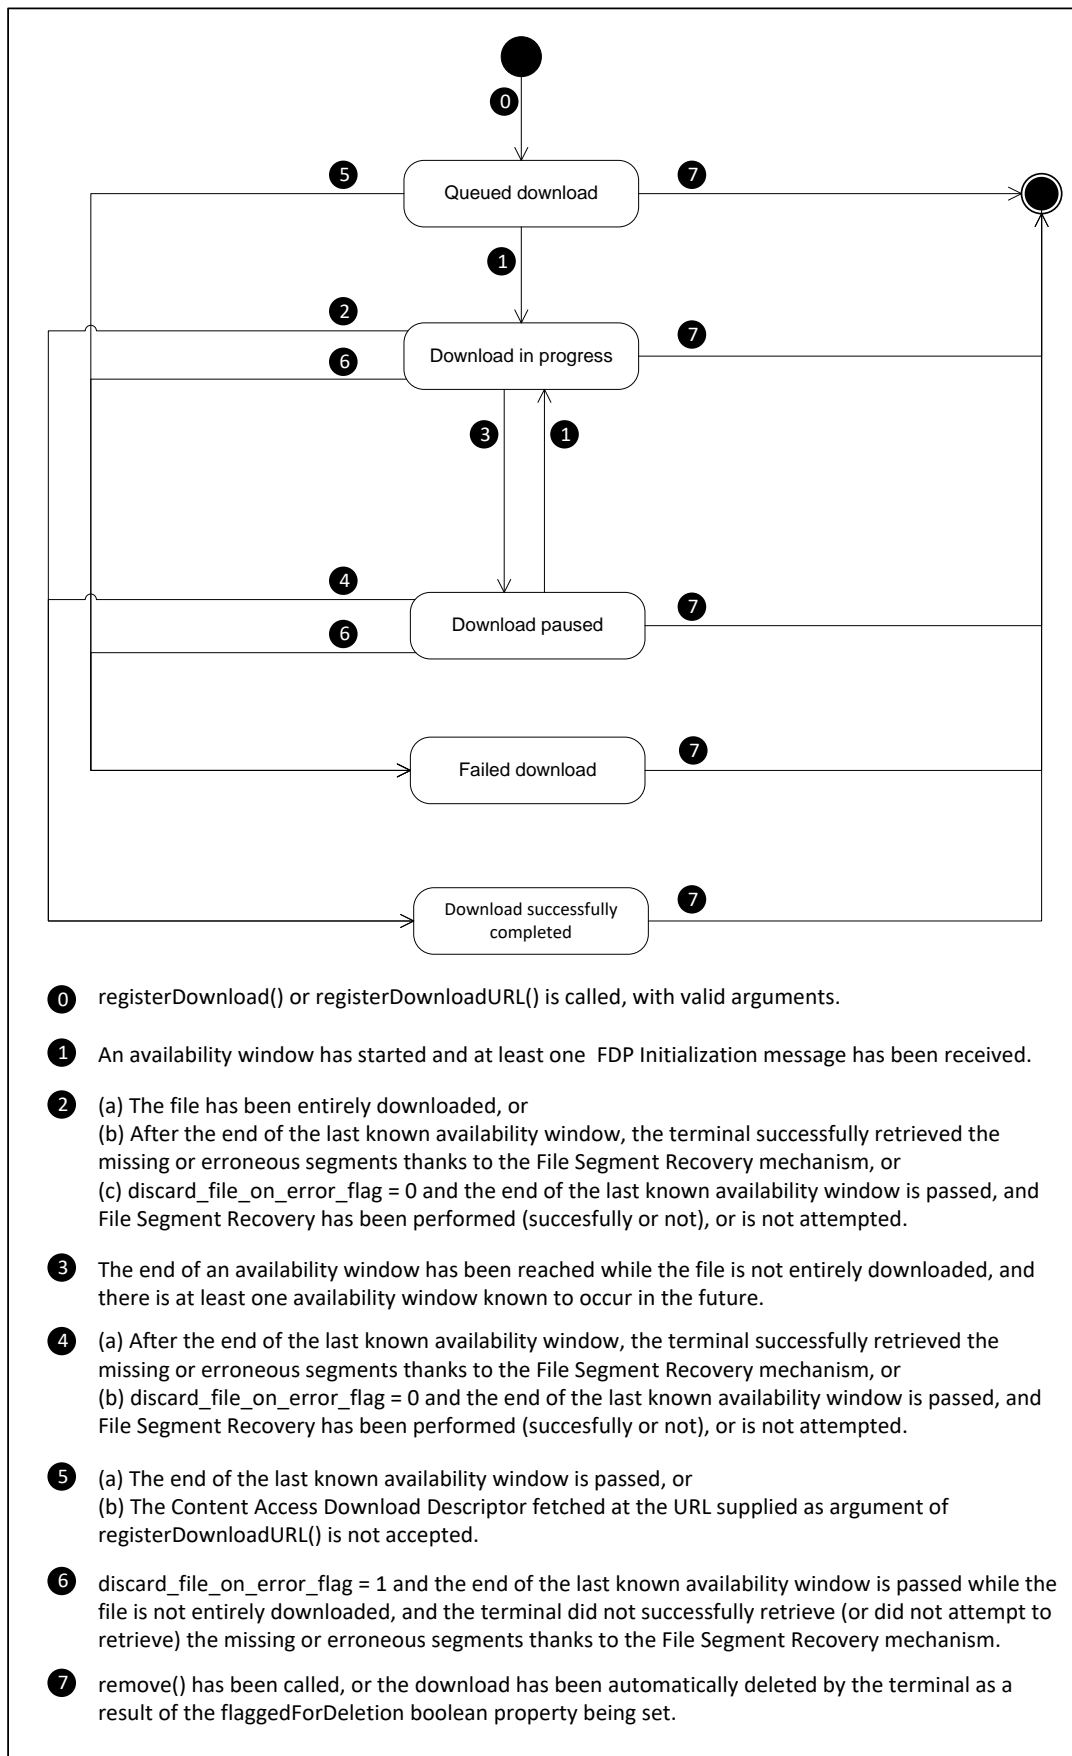 0
5
Queued download
7
1
2
Download in progress
7
6
3
1
4
Download paused
7
6
Failed download
7
Download successfully
completed
7
0 registerDownload() or registerDownloadURL() is called, with valid arguments.
1 An availability window has started and at least one FDP Initialization message has been received.
2 (a) The file has been entirely downloaded, or
(b) After the end of the last known availability window, the terminal successfully retrieved the
missing or erroneous segments thanks to the File Segment Recovery mechanism, or
(c) discard_file_on_error_flag = 0 and the end of the last known availability window is passed, and
File Segment Recovery has been performed (succesfully or not), or is not attempted.
3 The end of an availability window has been reached while the file is not entirely downloaded, and
there is at least one availability window known to occur in the future.
4 (a) After the end of the last known availability window, the terminal successfully retrieved the
missing or erroneous segments thanks to the File Segment Recovery mechanism, or
(b) discard_file_on_error_flag = 0 and the end of the last known availability window is passed, and
File Segment Recovery has been performed (succesfully or not), or is not attempted.
5 (a) The end of the last known availability window is passed, or
(b) The Content Access Download Descriptor fetched at the URL supplied as argument of
registerDownloadURL() is not accepted.
6 discard_file_on_error_flag = 1 and the end of the last known availability window is passed while the
file is not entirely downloaded, and the terminal did not successfully retrieve (or did not attempt to
retrieve) the missing or erroneous segments thanks to the File Segment Recovery mechanism.
7 remove() has been called, or the download has been automatically deleted by the terminal as a
result of the flaggedForDeletion boolean property being set.